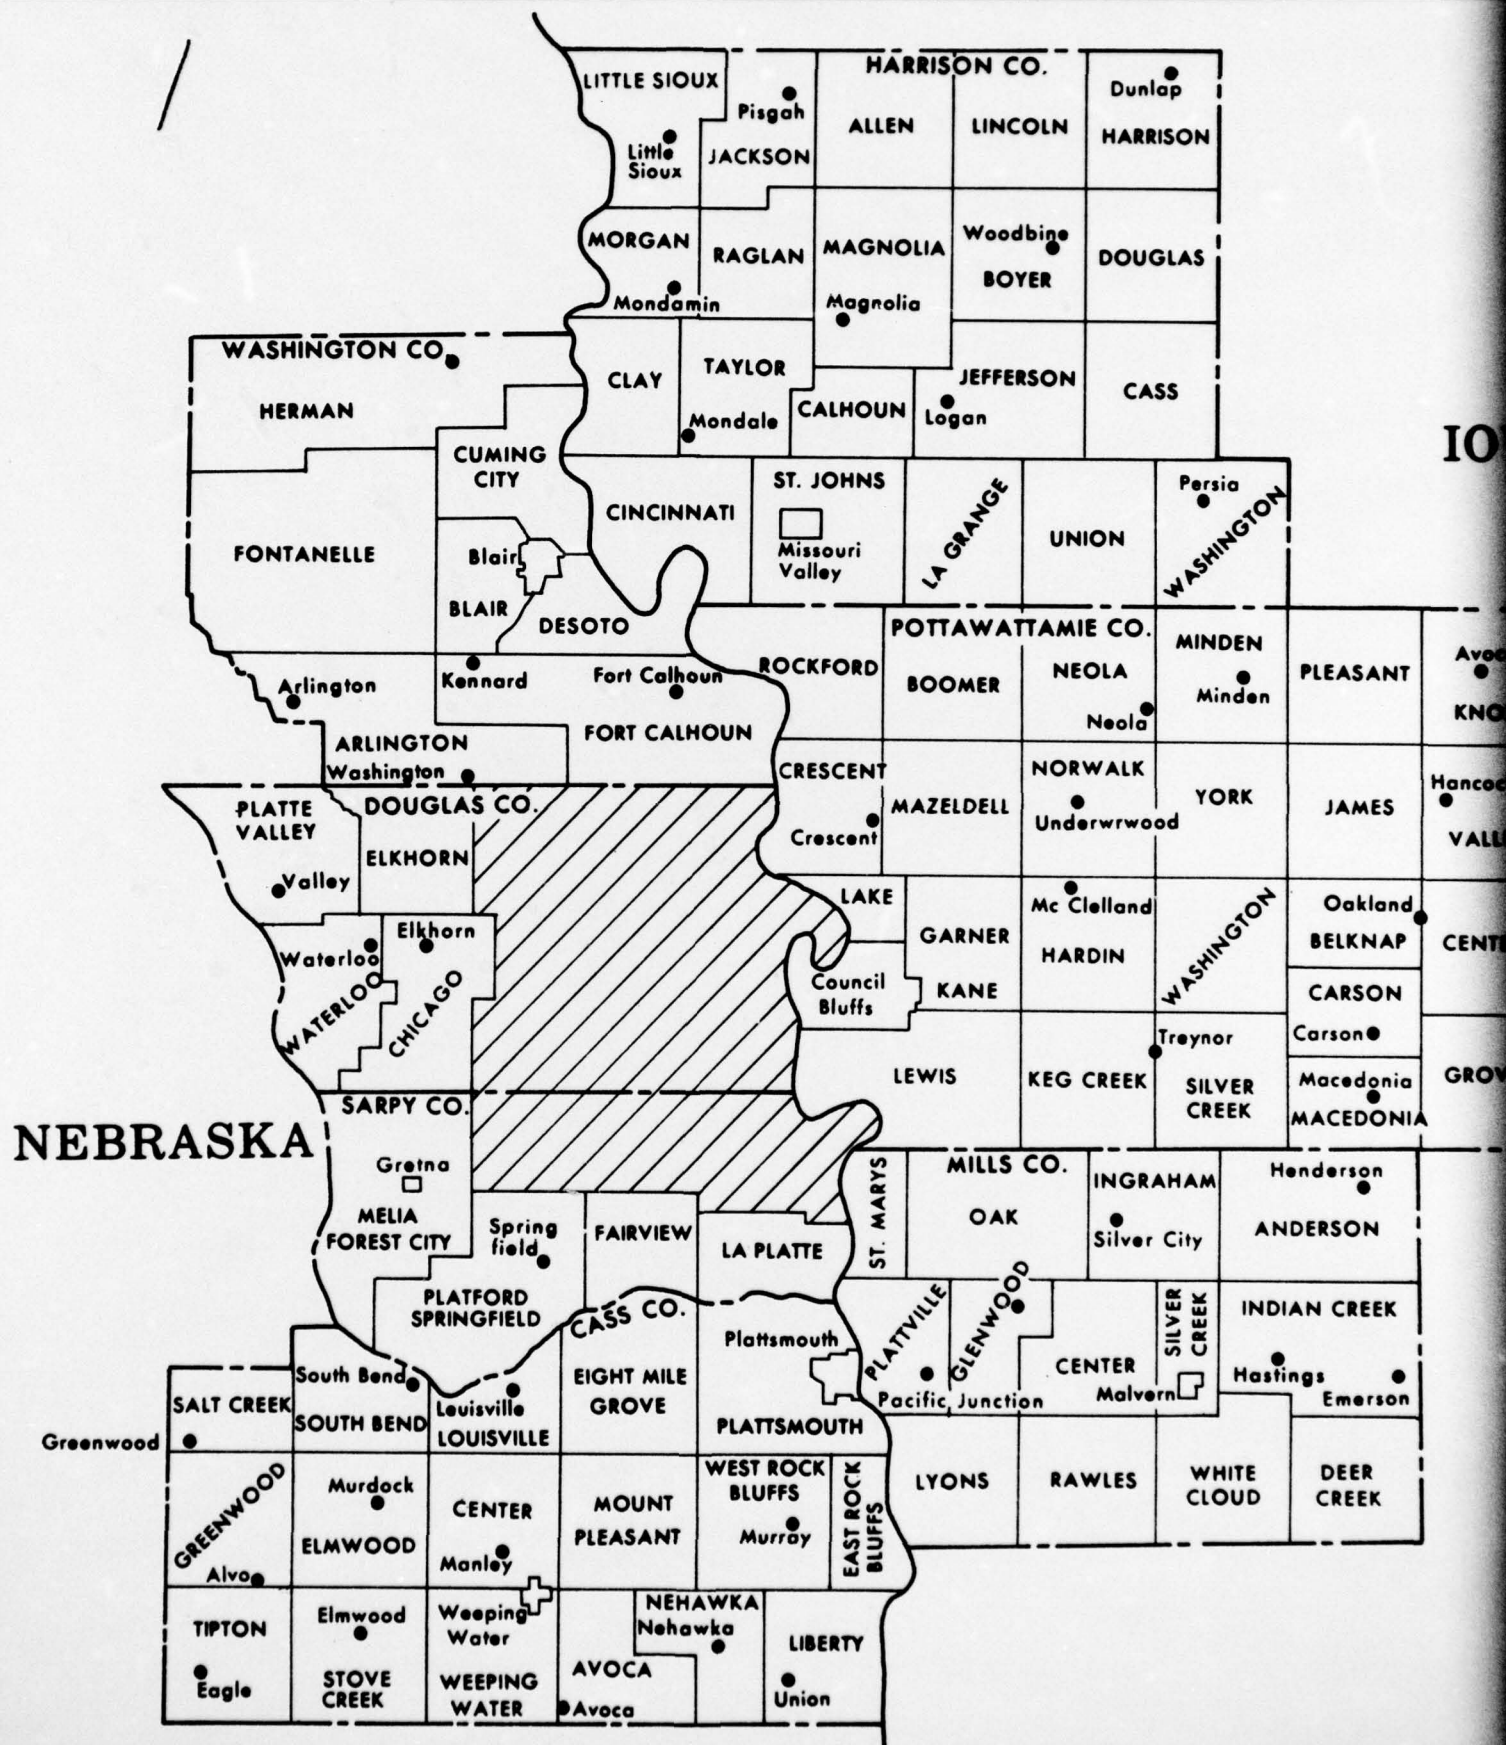 HARRISON CO.
LITTLE SIOUX
Little
Sioux
Pisgah
JACKSON
ALLEN
LINCOLN
Dunlap
HARRISON
MORGAN
Mondamin
RAGLAN
MAGNOLIA
Magnolia
Woodbine
BOYER
DOUGLAS
CLAY
TAYLOR
Mondale
CALHOUN
JEFFERSON
Logan
CASS
CINCINNATI
ST. JOHNS
Missouri
Valley
LA GRANGE
UNION
Persia
WASHINGTON
WASHINGTON CO.
HERMAN
CUMING
CITY
FONTANELLE
Blair
BLAIR
DESOTO
Arlington
Kennard
Fort Calhoun
FORT CALHOUN
ARLINGTON
Washington
IO
POTTAWATTAMIE CO.
ROCKFORD
BOOMER
NEOLA
Neola
MINDEN
Minden
PLEASANT
Avoc
KNO
CRESCENT
Crescent
MAZELDELL
NORWALK
Underwrwood
YORK
JAMES
Hancoc
VALL
LAKE
GARNER
Mc Clelland
HARDIN
WASHINGTON
Oakland
BELKNAP
CENT
Council
Bluffs
KANE
CARSON
Carson
LEWIS
KEG CREEK
Treynor
SILVER
CREEK
Macedonia
MACEDONIA
GROV
DOUGLAS CO.
PLATTE
VALLEY
Valley
ELKHORN
Waterloo
WATERLOO
Elkhorn
CHICAGO
NEBRASKA
SARPY CO.
Gretna
MELIA
FOREST CITY
Spring
field
FAIRVIEW
LA PLATTE
PLATFORD
SPRINGFIELD
MILLS CO.
ST. MARYS
OAK
INGRAHAM
Silver City
Henderson
ANDERSON
PLATTVILLE
GLENWOOD
Pacific Junction
CENTER
SILVER
CREEK
Malvern
INDIAN CREEK
Hastings
Emerson
LYONS
RAWLES
WHITE
CLOUD
DEER
CREEK
CASS CO.
SALT CREEK
Greenwood
South Bend
SOUTH BEND
Louisville
LOUISVILLE
EIGHT MILE
GROVE
Plattsmouth
PLATTSMOUTH
GREENWOOD
Alvo
Murdock
ELMWOOD
CENTER
Manley
MOUNT
PLEASANT
WEST ROCK
BLUFFS
Murray
EAST ROCK
BLUFFS
TIPTON
Eagle
Elmwood
STOVE
CREEK
Weeping
Water
WEEPING
WATER
AVOCA
Avoca
NEHAWKA
Nehawka
LIBERTY
Union